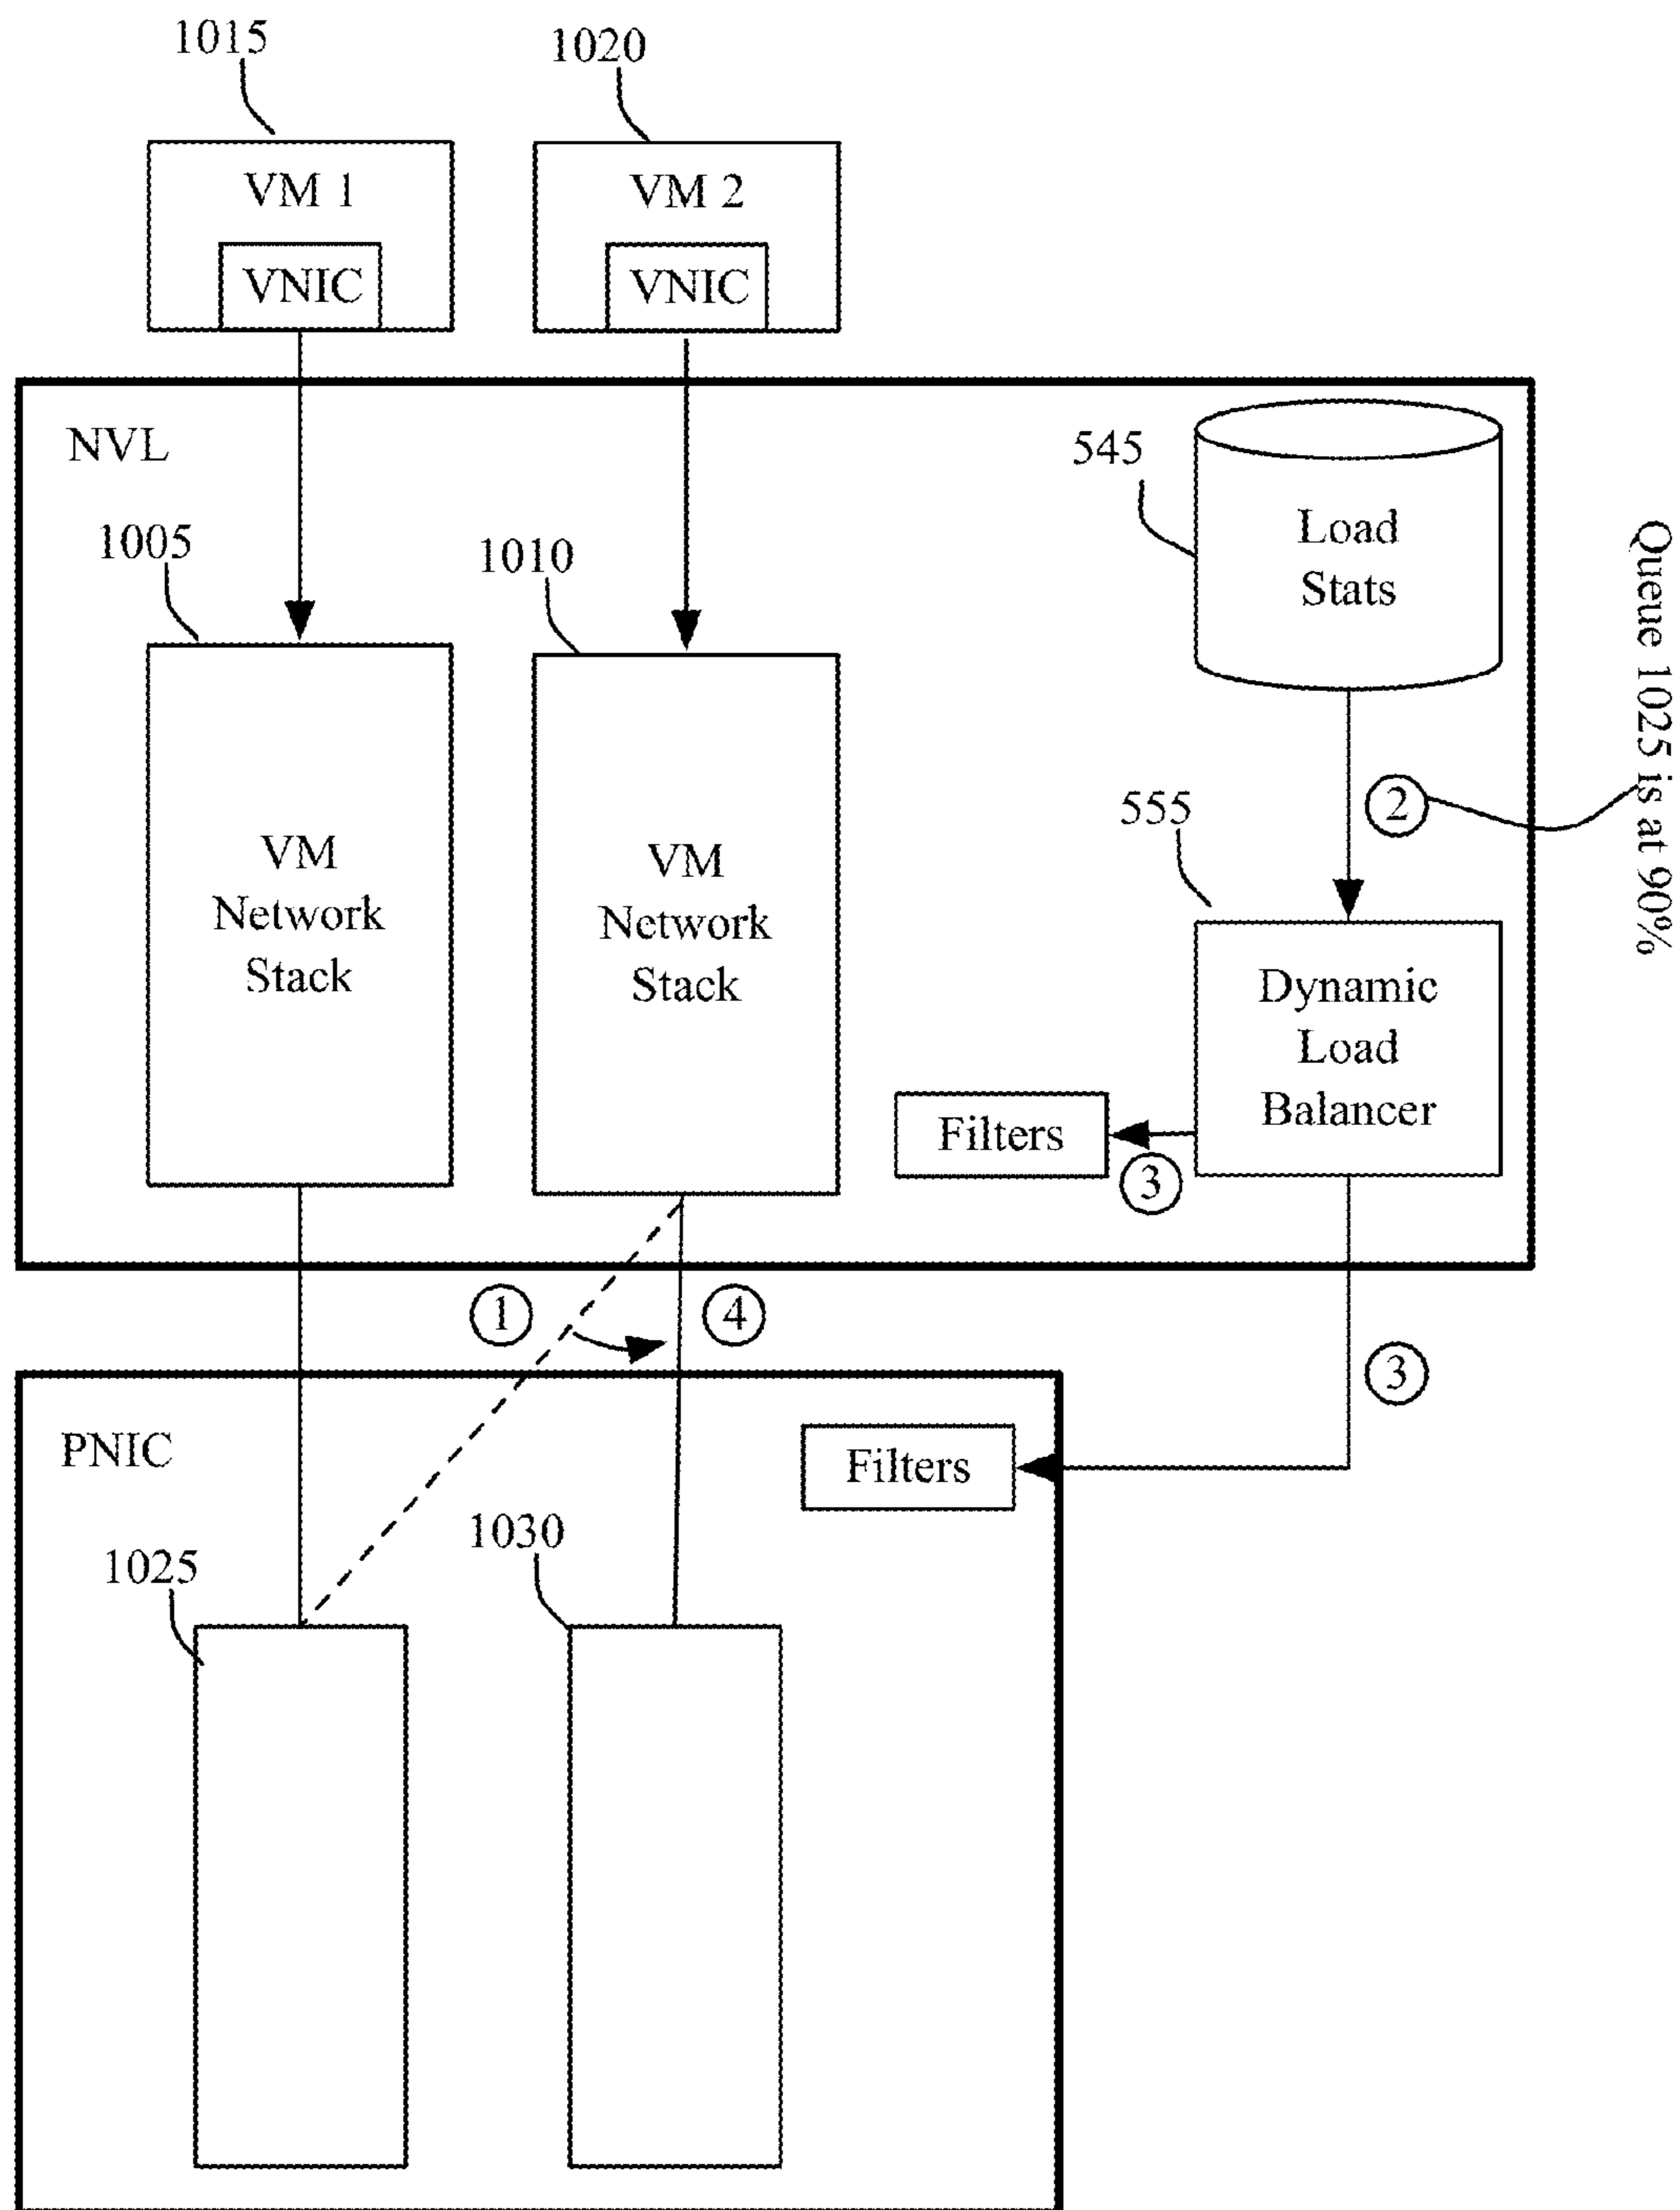 1015
1020
VM 1
VNIC
VM 2
VNIC
NVL
545
Load
Stats
Queue 1025 is at 90%
1005
1010
2
555
VM
Network
Stack
VM
Network
Stack
Dynamic
Load
Balancer
Filters
3
1
4
3
PNIC
Filters
1025
1030